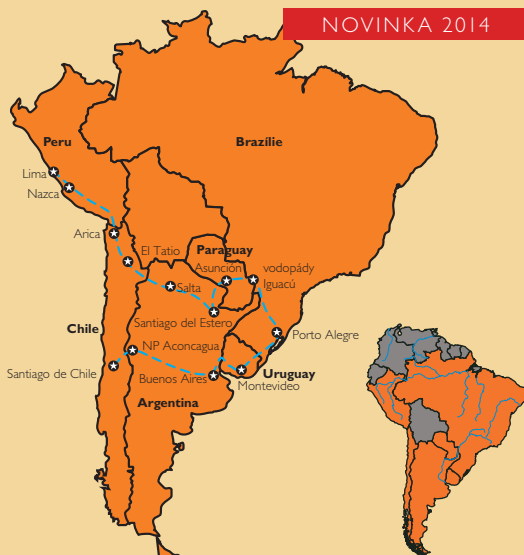 NOVINKA 2014
Peru
Brazílie
Lima
Nazca
Arica
El Tatio
Paraguay
Asunción
vodopády
Iguacú
Salta
Santiago del Estero
Chile
Porto Alegre
NP Aconcagua
Santiago de Chile
Buenos Aires
Uruguay
Montevideo
Argentina